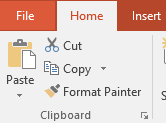 File Home Insert
Cut
Copy
Paste
Format Painter
Clipboard